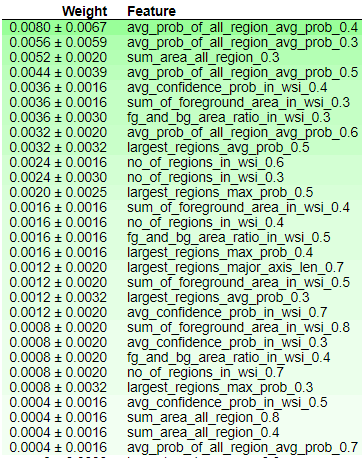 Weight Feature
0.0080 ± 0.0067 avg_prob_of_all_region_avg_prob_0.4
0.0056 ± 0.0059 avg_prob_of_all_region_avg_prob_0.3
0.0052 ± 0.0020 sum_area_all_region_0.3
0.0044 ± 0.0039 avg_prob_of_all_region_avg_prob_0.5
0.0036 ± 0.0016 avg_confidence_prob_in_wsi_0.4
0.0036 ± 0.0016 sum_of_foreground_area_in_wsi_0.3
0.0036 ± 0.0030 fg_and_bg_area_ratio_in_wsi_0.3
0.0032 ± 0.0020 avg_prob_of_all_region_avg_prob_0.6
0.0032 ± 0.0032 largest_regions_avg_prob_0.5
0.0024 ± 0.0016 no_of_regions_in_wsi_0.6
0.0024 ± 0.0030 no_of_regions_in_wsi_0.3
0.0020 ± 0.0025 largest_regions_max_prob_0.5
0.0016 ± 0.0016 sum_of_foreground_area_in_wsi_0.4
0.0016 ± 0.0016 no_of_regions_in_wsi_0.4
0.0016 ± 0.0016 fg_and_bg_area_ratio_in_wsi_0.5
0.0016 ± 0.0016 largest_regions_max_prob_0.4
0.0012 ± 0.0020 largest_regions_major_axis_len_0.7
0.0012 ± 0.0020 sum_of_foreground_area_in_wsi_0.5
0.0012 ± 0.0032 largest_regions_avg_prob_0.3
0.0012 ± 0.0020 avg_confidence_prob_in_wsi_0.7
0.0008 ± 0.0020 sum_of_foreground_area_in_wsi_0.8
0.0008 ± 0.0020 avg_confidence_prob_in_wsi_0.3
0.0008 ± 0.0020 fg_and_bg_area_ratio_in_wsi_0.4
0.0008 ± 0.0020 no_of_regions_in_wsi_0.7
0.0008 ± 0.0032 largest_regions_max_prob_0.3
0.0004 ± 0.0016 avg_confidence_prob_in_wsi_0.5
0.0004 ± 0.0016 sum_area_all_region_0.8
0.0004 ± 0.0016 sum_area_all_region_0.4
0.0004 ± 0.0016 avg_prob_of_all_region_avg_prob_0.7